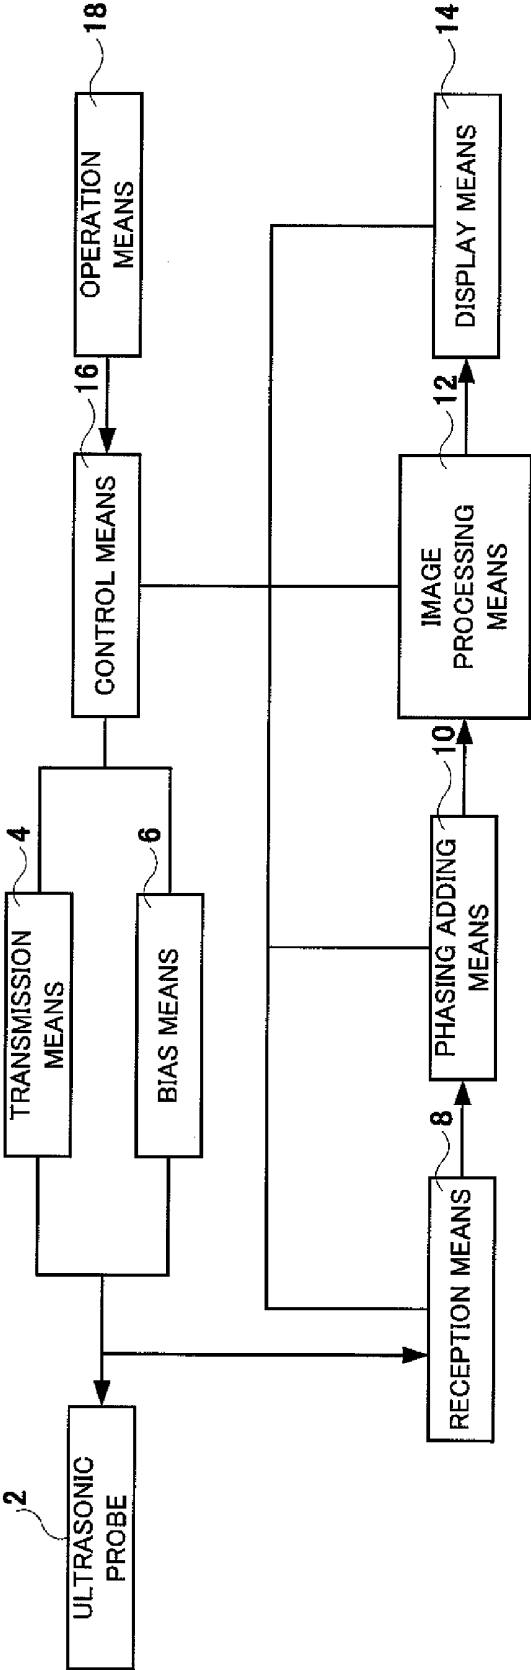 2
ULTRASONIC
PROBE
4
TRANSMISSION
MEANS
6
BIAS MEANS
16
CONTROL MEANS
18
OPERATION
MEANS
8
RECEPTION MEANS
10
PHASING ADDING
MEANS
12
IMAGE
PROCESSING
MEANS
14
DISPLAY MEANS